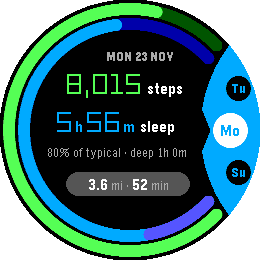 MON 23 NOV
8,015 steps
5h56m sleep
80% of typical · deep 1h 0m
3.6 mi · 52 min
Tu
Mo
Su